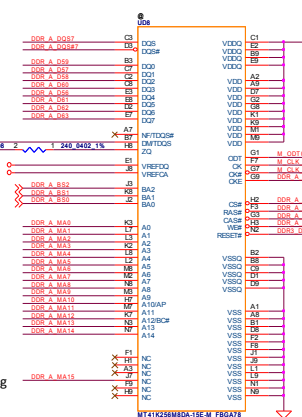 @
UD6
DDR_A_DQS7 C3 DQS VDDQ C1
DDR_A_DQS#7 D3 DQS# VDDQ E2
VDDQ B9
DDR_A_D59 B3 DQ0 VDDQ E9
DDR_A_D57 C7 DQ1
DDR_A_D58 C2 DQ2 VDD A2
DDR_A_D60 C8 DQ3 VDD A9
DDR_A_D56 E3 DQ4 VDD D7
DDR_A_D61 E8 DQ5 VDD G2
DDR_A_D62 D2 DQ6 VDD G8
DDR_A_D63 E7 DQ7 VDD K1
VDD K9
A7 NF/TDQS# VDD M1
B7 DM/TDQS VDD M9
2 240_0402_1% H8 ZQ
ODT G1 M_ODT
E1 VREFDQ CK F7 M_CLK
J8 VREFCA CK# G7 M_CLK
CKE G9 DDR_A
DDR_A_BS2 J3 BA2
DDR_A_BS1 K8 BA1 CS# H2 DDR_A
DDR_A_BS0 J2 BA0 RAS# F3 DDR_A
CAS# G3 DDR_A
DDR_A_MA0 K3 A0 WE# H3 DDR_A
DDR_A_MA1 L7 A1 RESET# N2 DDR3_D
DDR_A_MA2 L3 A2
DDR_A_MA3 K2 A3
DDR_A_MA4 L8 A4 VSSQ B2
DDR_A_MA5 L2 A5 VSSQ B8
DDR_A_MA6 M8 A6 VSSQ C9
DDR_A_MA7 M2 A7 VSSQ D1
DDR_A_MA8 N8 A8 VSSQ D9
DDR_A_MA9 M3 A9
DDR_A_MA10 H7 A10/AP VSS A1
DDR_A_MA11 M7 A11 VSS A8
DDR_A_MA12 K7 A12/BC# VSS B1
DDR_A_MA13 N3 A13 VSS D8
DDR_A_MA14 N7 A14 VSS F2
VSS F8
F1 NC VSS J1
H1 NC VSS J9
A3 NC VSS L1
g DDR_A_MA15 J7 NC VSS L9
F9 NC VSS N1
H9 NC VSS N9
MT41K256M8DA-15E-M_FBGA78